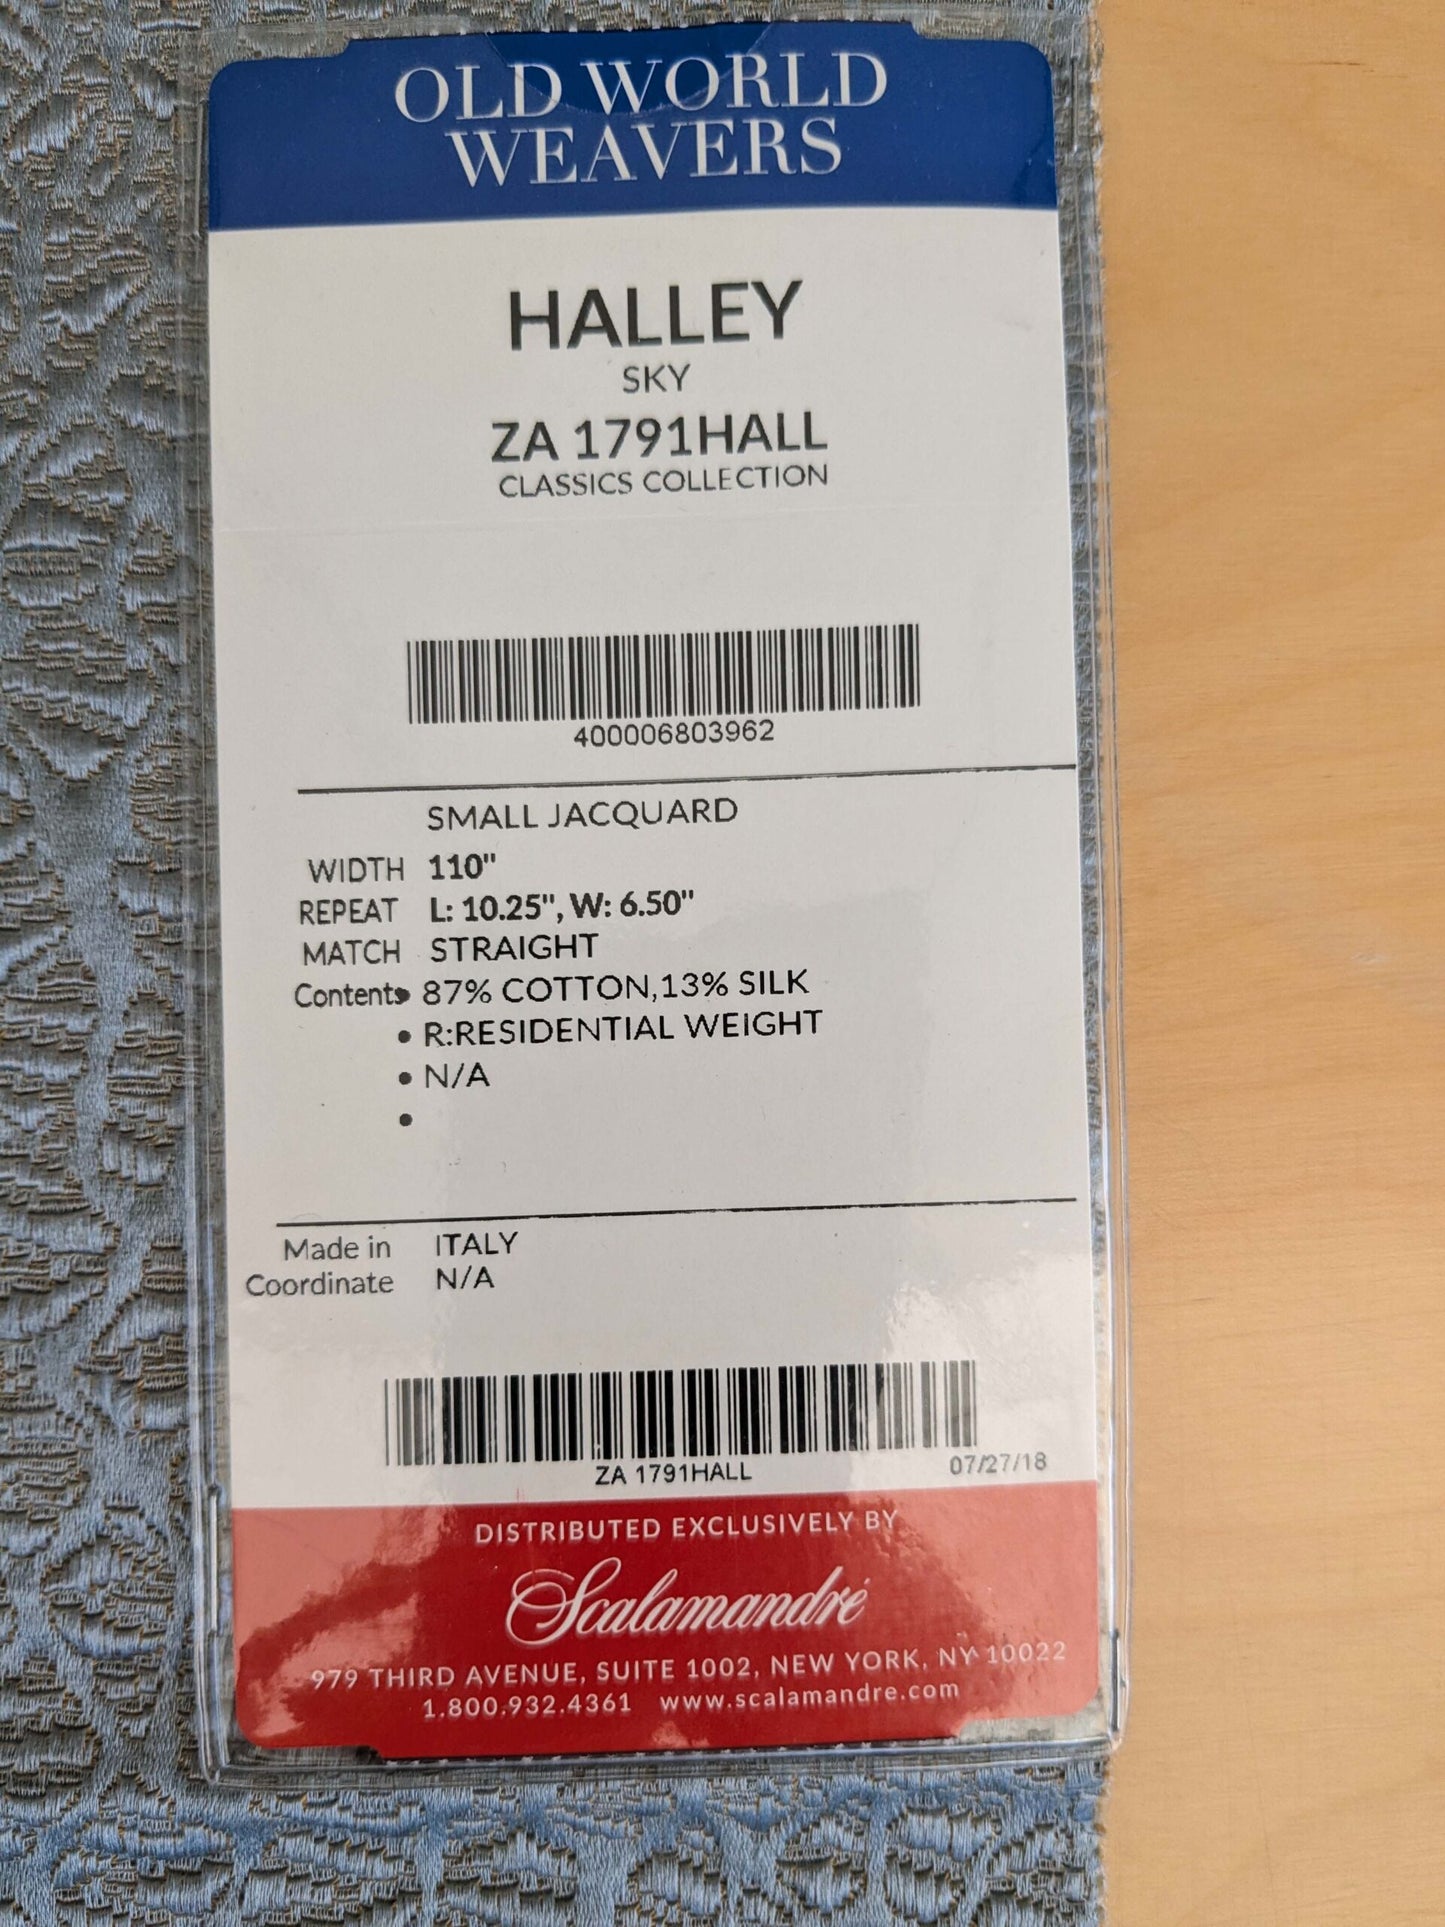 OLD WORLD
WEAVERS
HALLEY
SKY
ZA 1791HALL
CLASSICS COLLECTION
400006803962
SMALL JACQUARD
WIDTH 110"
REPEAT L: 10.25", W: 6.50"
MATCH STRAIGHT
Contents • 87% COTTON,13% SILK
• R:RESIDENTIAL WEIGHT
• N/A
•
Made in ITALY
Coordinate N/A
ZA 1791HALL 07/27/18
DISTRIBUTED EXCLUSIVELY BY
Scalamandré
979 THIRD AVENUE, SUITE 1002, NEW YORK, NY 10022
1.800.932.4361 www.scalamandre.com